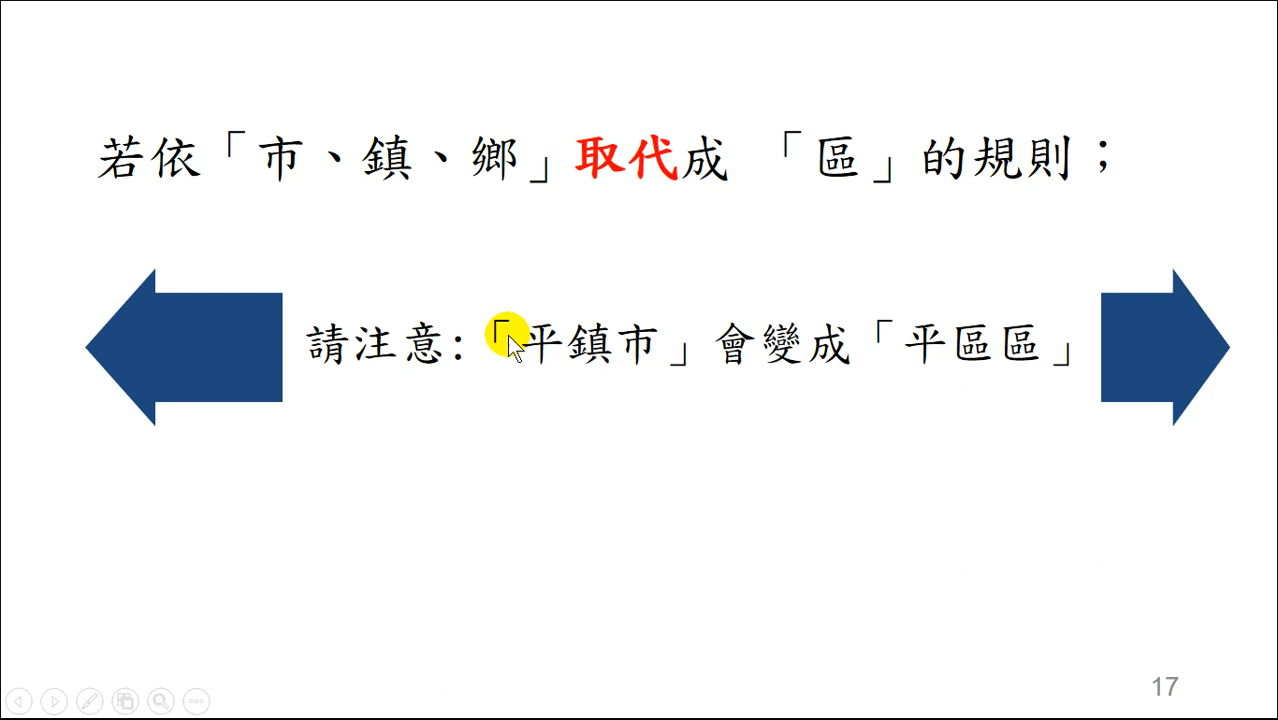 若依「市、鎮、鄉」取代成 「區」的規則；
請注意:「平鎮市」會變成「平區區」
17